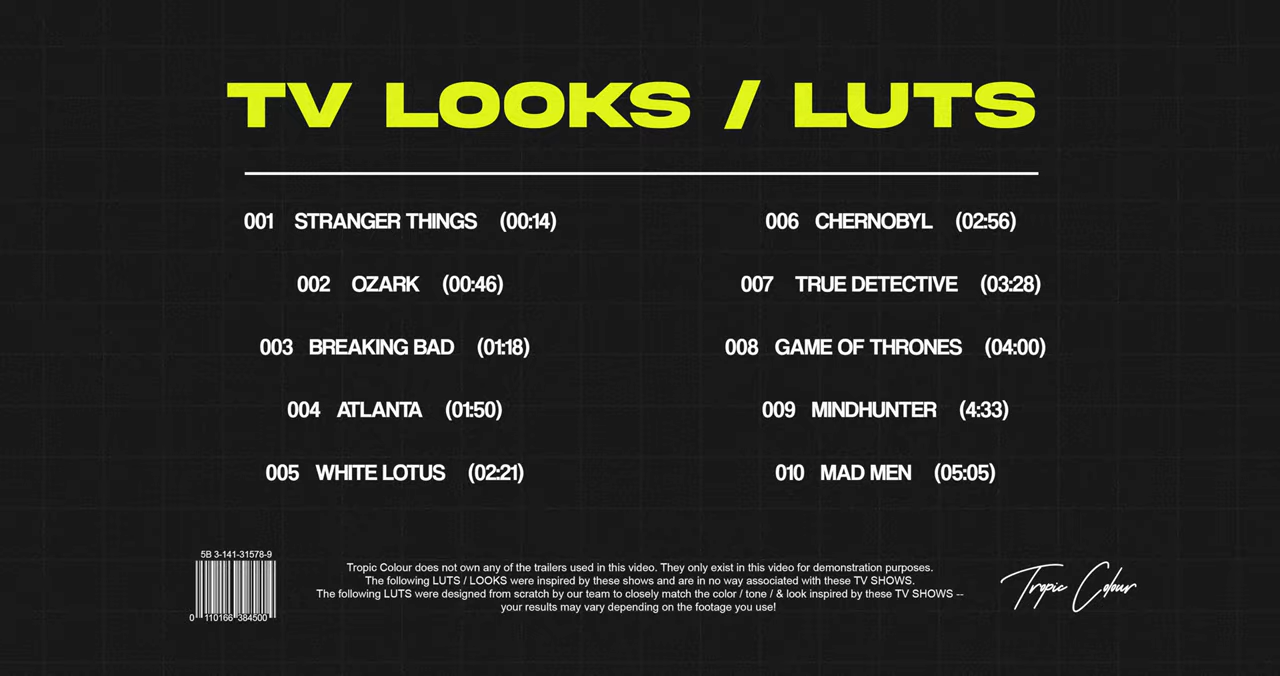 TV LOOKS / LUTS
001 STRANGER THINGS (00:14)
002 OZARK (00:46)
003 BREAKING BAD (01:18)
004 ATLANTA (01:50)
005 WHITE LOTUS (02:21)
006 CHERNOBYL (02:56)
007 TRUE DETECTIVE (03:28)
008 GAME OF THRONES (04:00)
009 MINDHUNTER (4:33)
010 MAD MEN (05:05)
5B 3-141-31578-9
0 110166 384500
Tropic Colour does not own any of the trailers used in this video. They only exist in this video for demonstration purposes.
The following LUTS / LOOKS were inspired by these shows and are in no way associated with these TV SHOWS.
The following LUTS were designed from scratch by our team to closely match the color / tone / & look inspired by these TV SHOWS --
your results may vary depending on the footage you use!
Tropic Colour